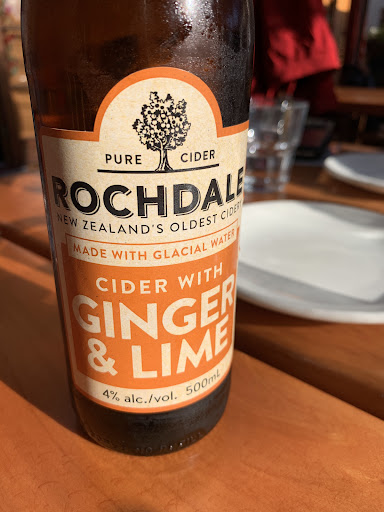 PURE CIDER
ROCHDALE
NEW ZEALAND'S OLDEST CIDER
MADE WITH GLACIAL WATER
CIDER WITH
GINGER
& LIME
4% alc./vol. 500mL